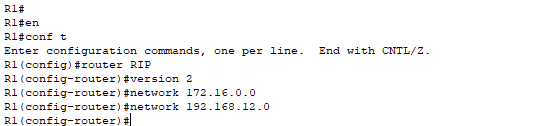 R1#
R1#en
R1#conf t
Enter configuration commands, one per line.  End with CNTL/Z.
R1(config)#router RIP
R1(config-router)#version 2
R1(config-router)#network 172.16.0.0
R1(config-router)#network 192.168.12.0
R1(config-router)#